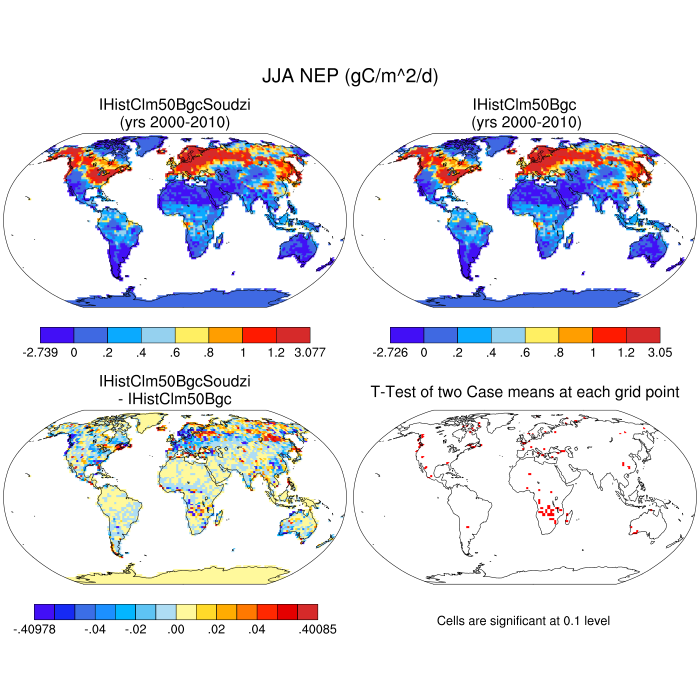 JJA NEP (gC/m^2/d)
IHistClm50BgcSoudzi
(yrs 2000-2010)
IHistClm50Bgc
(yrs 2000-2010)
-2.739 0 .2 .4 .6 .8 1 1.2 3.077
-2.726 0 .2 .4 .6 .8 1 1.2 3.05
IHistClm50BgcSoudzi
- IHistClm50Bgc
T-Test of two Case means at each grid point
-.40978 -.04 -.02 .00 .02 .04 .40085
Cells are significant at 0.1 level